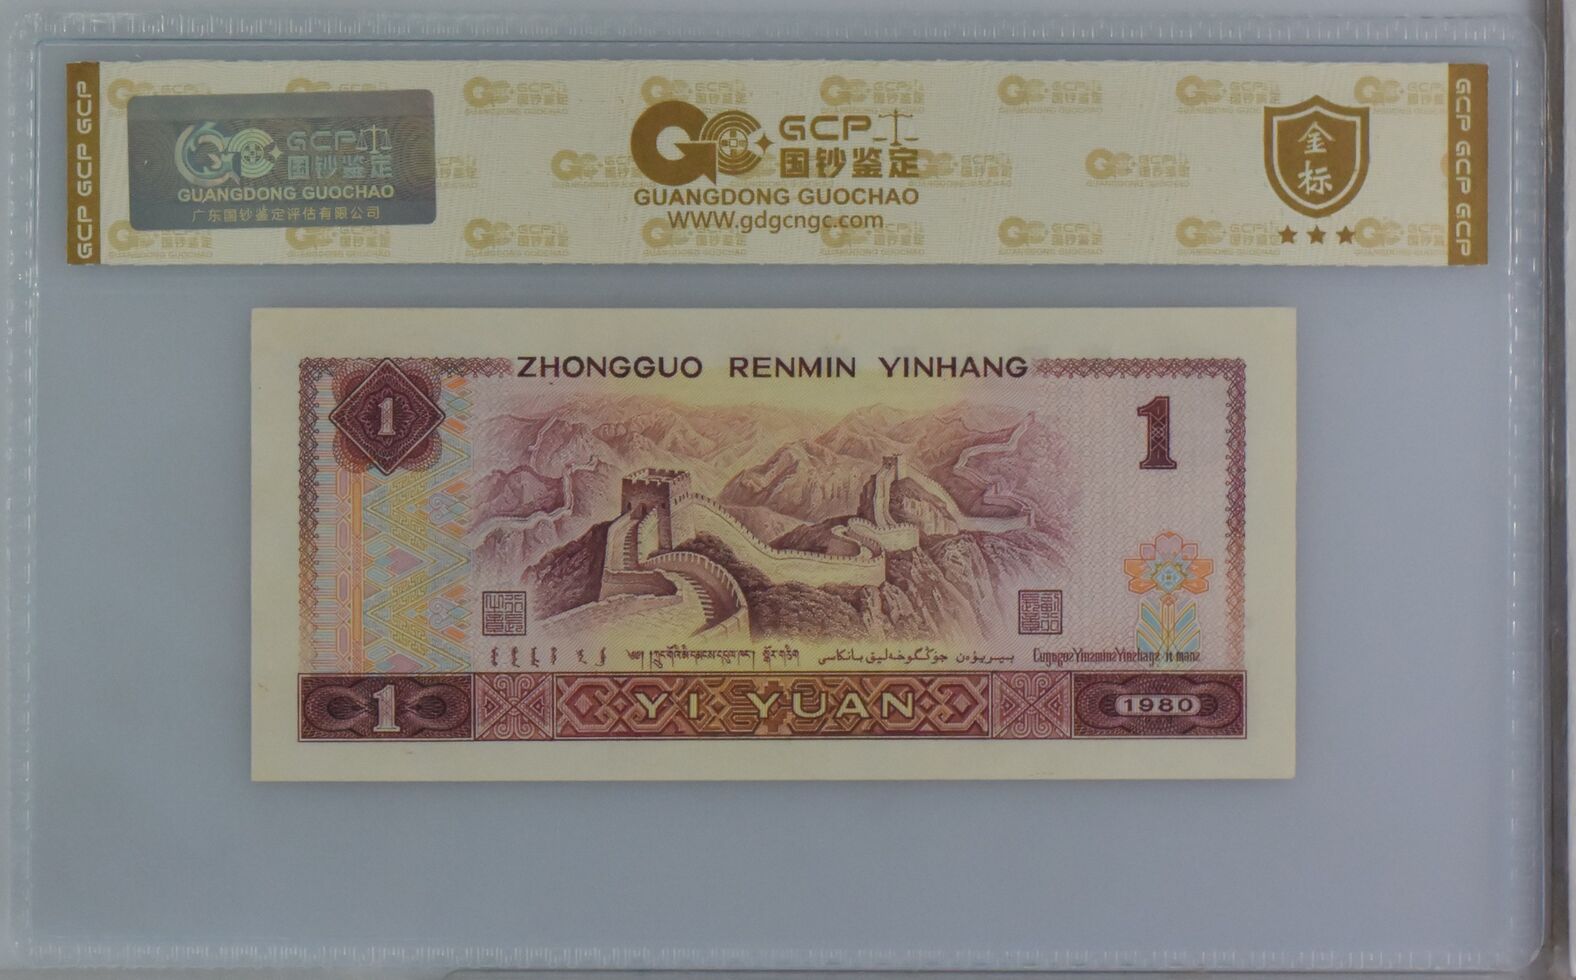 GCP GCP GCP
GCP
国钞鉴定
GUANGDONG GUOCHAO
广东国钞鉴定评估有限公司
GCP
国钞鉴定
GUANGDONG GUOCHAO
WWW.gdgcngc.com
金
标
GCP GCP GCP
ZHONGGUO RENMIN YINHANG
1
1
1
YI YUAN
1980